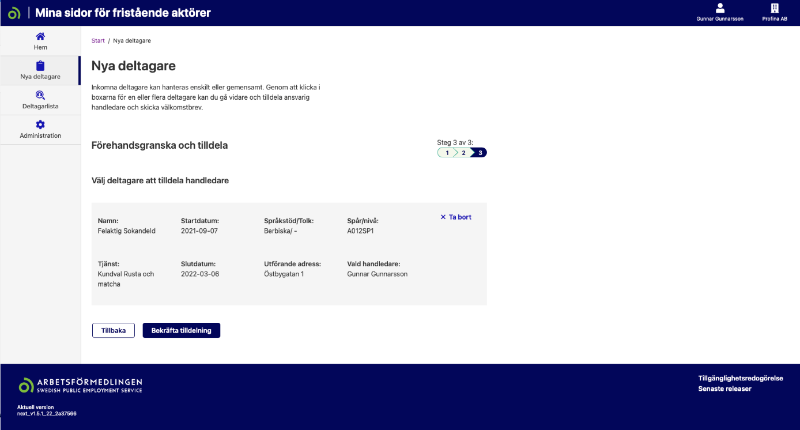 Mina sidor för fristående aktörer
Gunnar Gunnarsson
Profina AB
Hem
Nya deltagare
Deltagarlista
Administration
Start / Nya deltagare
Nya deltagare
Inkomna deltagare kan hanteras enskilt eller gemensamt. Genom att klicka i
boxarna för en eller flera deltagare kan du gå vidare och tilldela ansvarig
handledare och skicka välkomstbrev.
Förehandsgranska och tilldela
Steg 3 av 3:
1 2 3
Välj deltagare att tilldela handledare
Namn: Startdatum: Språkstöd/Tolk: Spår/nivå: × Ta bort
Felaktig Sokandeld 2021-09-07 Berbiska/ - A012SP1
Tjänst: Slutdatum: Utförande adress: Vald handledare:
Kundval Rusta och 2022-03-06 Östbygatan 1 Gunnar Gunnarsson
matcha
Tillbaka Bekräfta tilldelning
ARBETSFÖRMEDLINGEN
SWEDISH PUBLIC EMPLOYMENT SERVICE
Tillgänglighetsredogörelse
Senaste releaser
Aktuell version
next_v1.5.1_22_2a37566